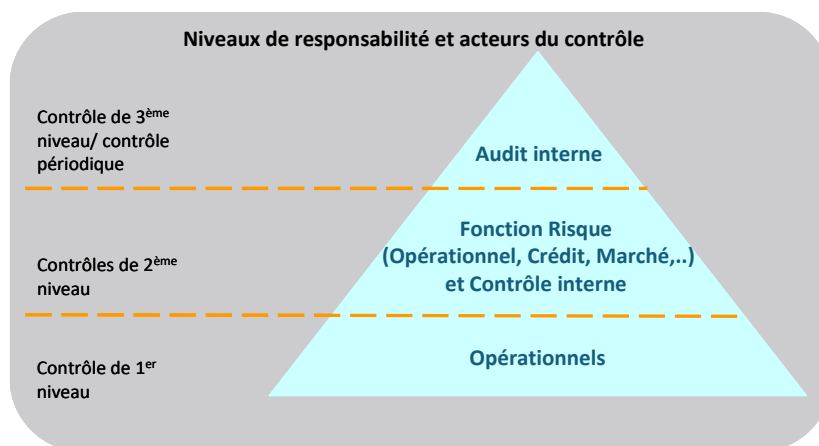 Niveaux de responsabilité et acteurs du contrôle
Contrôle de 3ème
niveau/ contrôle
périodique
Audit interne
Fonction Risque
(Opérationnel, Crédit, Marché,..)
et Contrôle interne
Contrôles de 2ème
niveau
Opérationnels
Contrôle de 1er
niveau